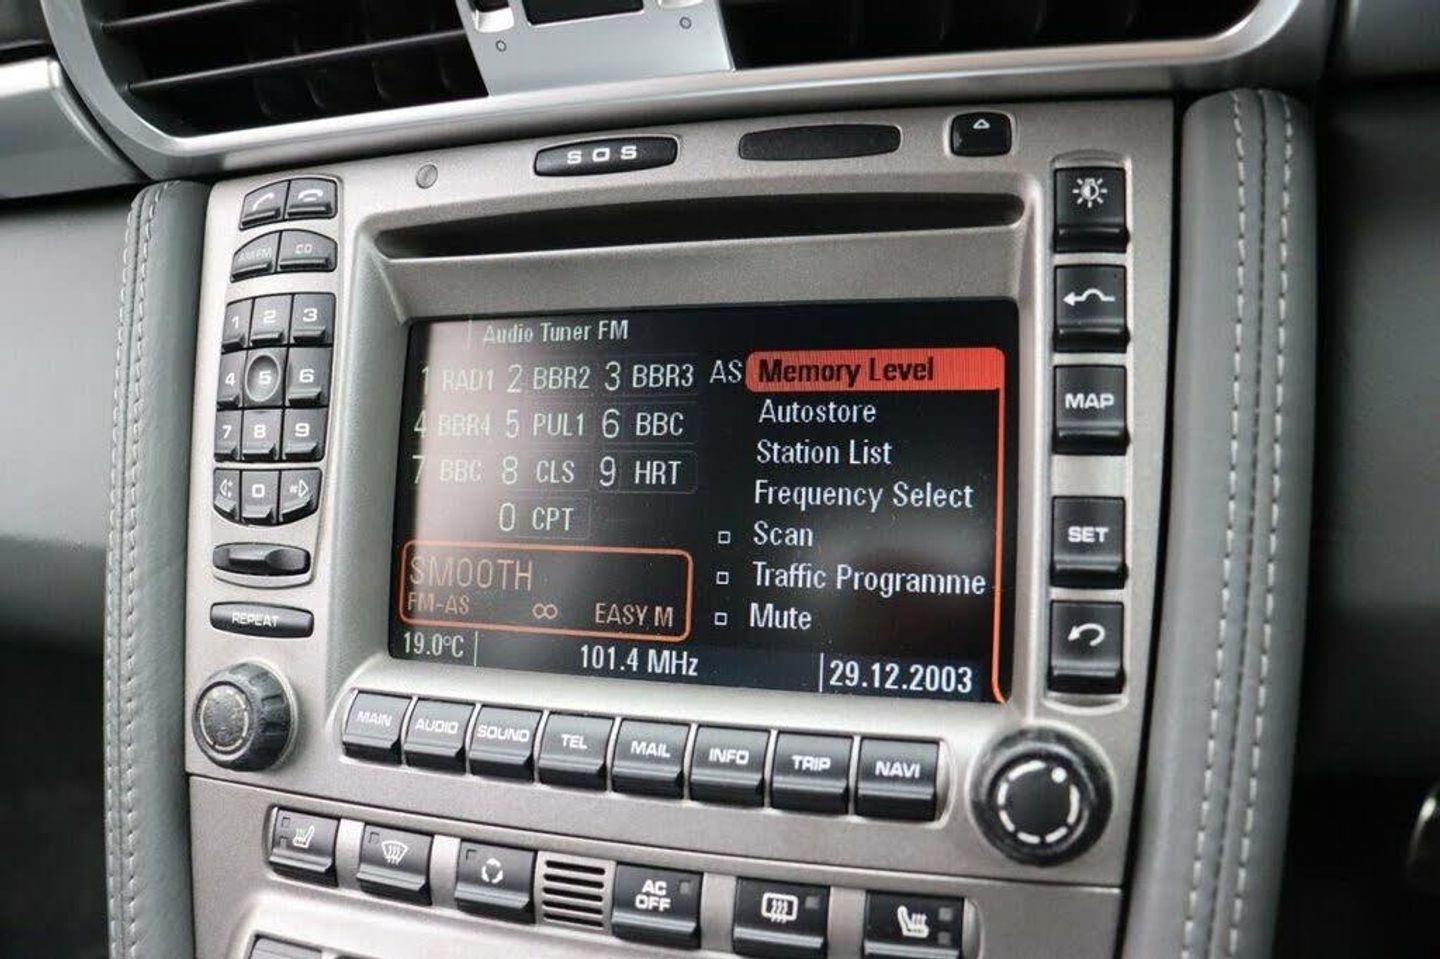 SOS
AM/FM CD
1 2 3
4 5 6
7 8 9
0
REPEAT
Audio Tuner FM
1 RAD1 2 BBR2 3 BBR3 AS
4 BBR4 5 PUL1 6 BBC
7 BBC 8 CLS 9 HRT
0 CPT
SMOOTH
FM-AS ∞ EASY M
19.0°C 101.4 MHz 29.12.2003
Memory Level
Autostore
Station List
Frequency Select
Scan
Traffic Programme
Mute
MAP
SET
MAIN AUDIO SOUND TEL MAIL INFO TRIP NAVI
AC
OFF